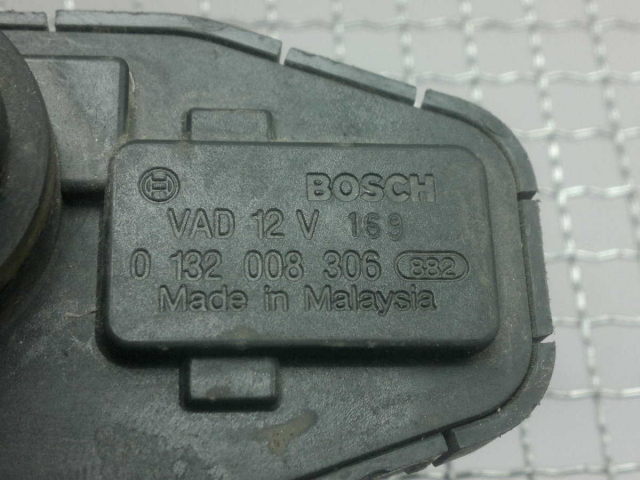 BOSCH
VAD 12 V 169
0 132 008 306 882
Made in Malaysia